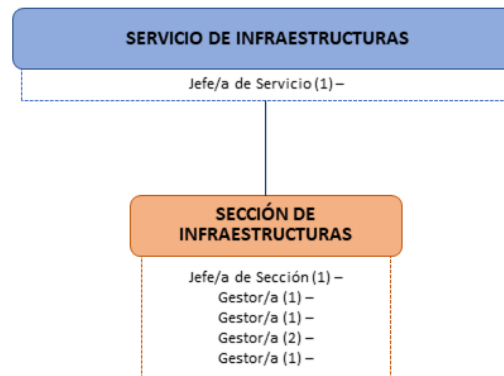 SERVICIO DE INFRAESTRUCTURAS
Jefe/a de Servicio (1) –
SECCIÓN DE
INFRAESTRUCTURAS
Jefe/a de Sección (1) –
Gestor/a (1) –
Gestor/a (1) –
Gestor/a (2) –
Gestor/a (1) –